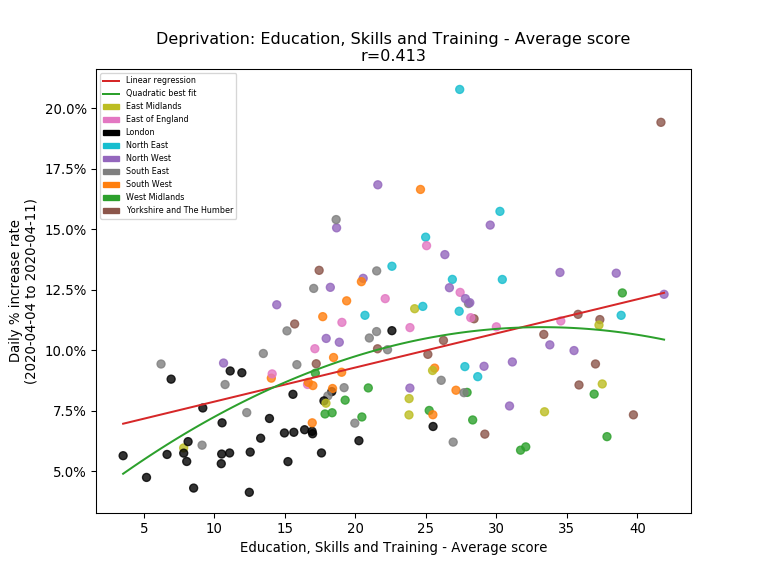 Deprivation: Education, Skills and Training - Average score
r=0.413
Linear regression
Quadratic best fit
East Midlands
East of England
London
North East
North West
South East
South West
West Midlands
Yorkshire and The Humber
20.0%
17.5%
15.0%
12.5%
10.0%
7.5%
5.0%
Daily % increase rate
(2020-04-04 to 2020-04-11)
5 10 15 20 25 30 35 40
Education, Skills and Training - Average score